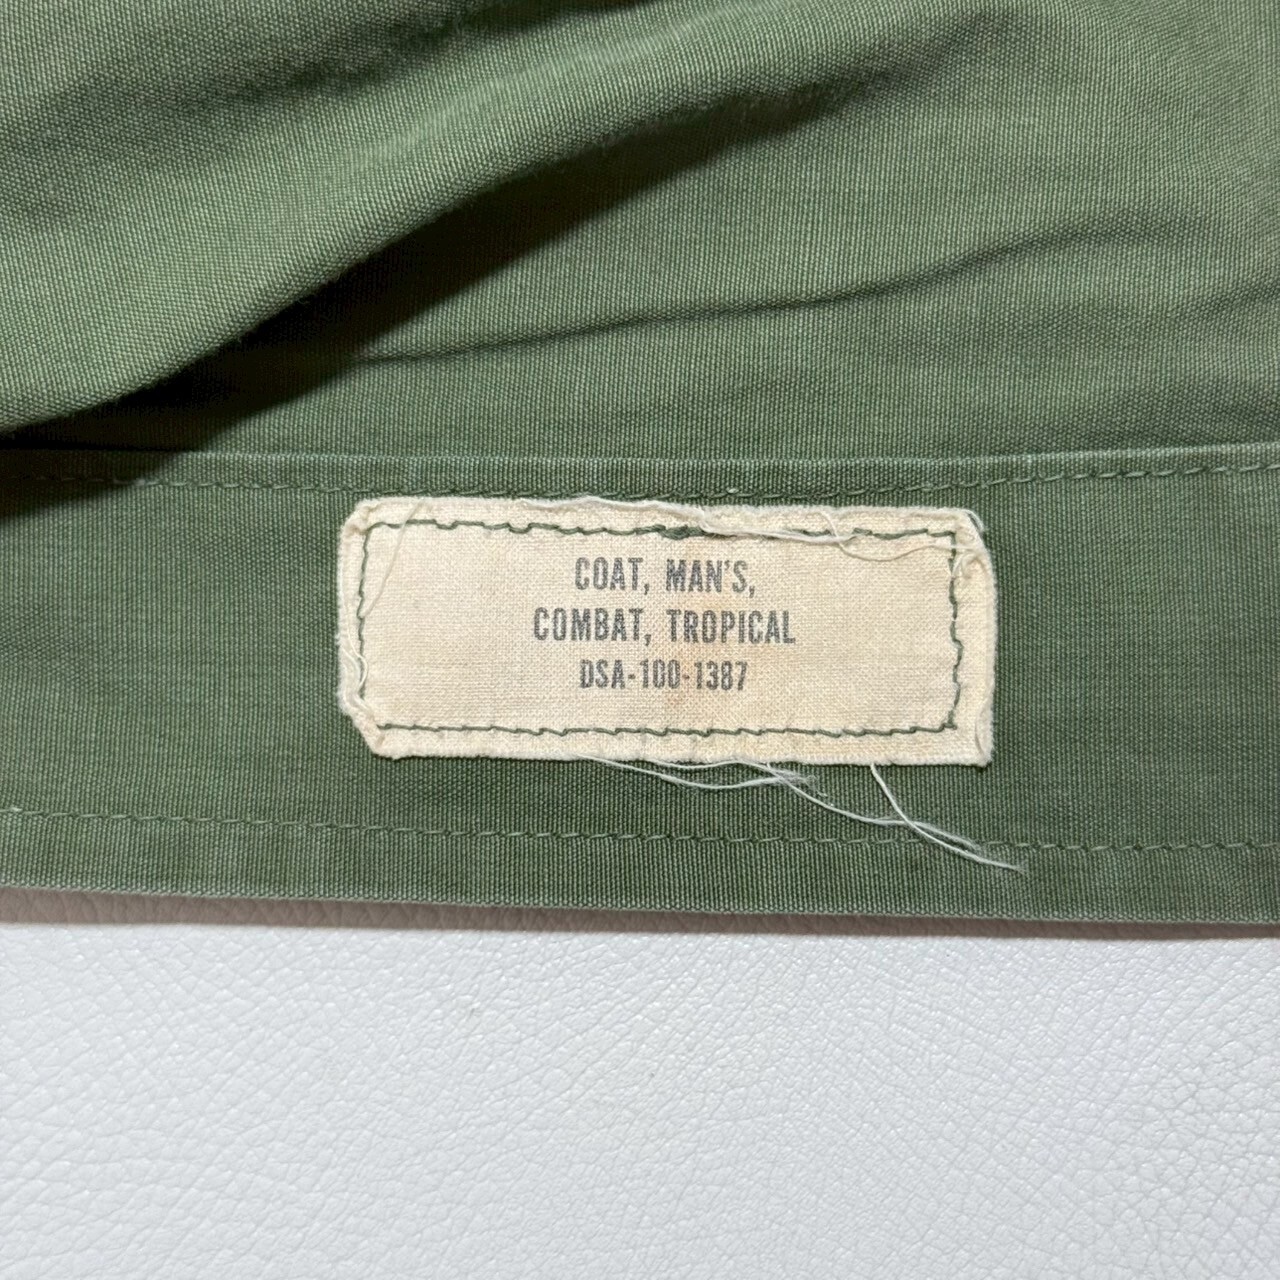 COAT, MAN'S,
COMBAT, TROPICAL
DSA-100-1387